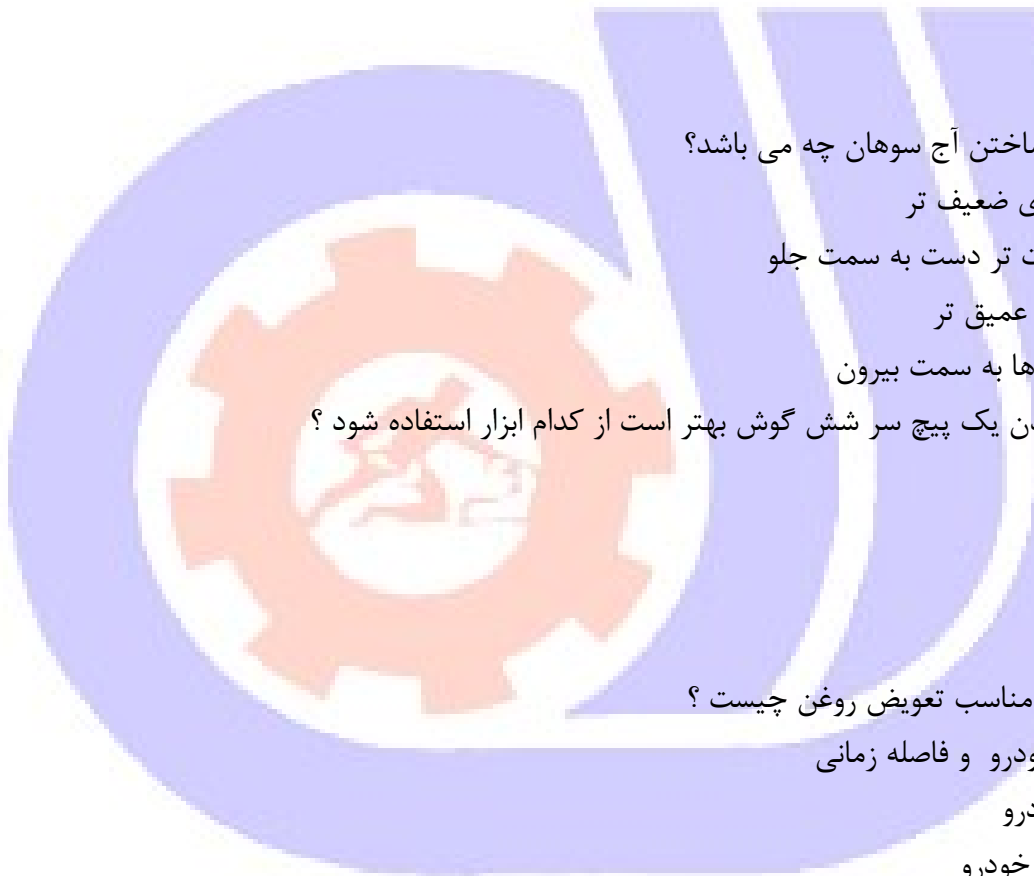 ساختن آج سوهان چه می باشد؟
ی ضعیف تر
ت تر دست به سمت جلو
عمیق تر
ها به سمت بیرون
دن یک پیچ سر شش گوش بهتر است از کدام ابزار استفاده شود ؟
مناسب تعویض روغن چیست ؟
ودرو و فاصله زمانی
درو
خودرو